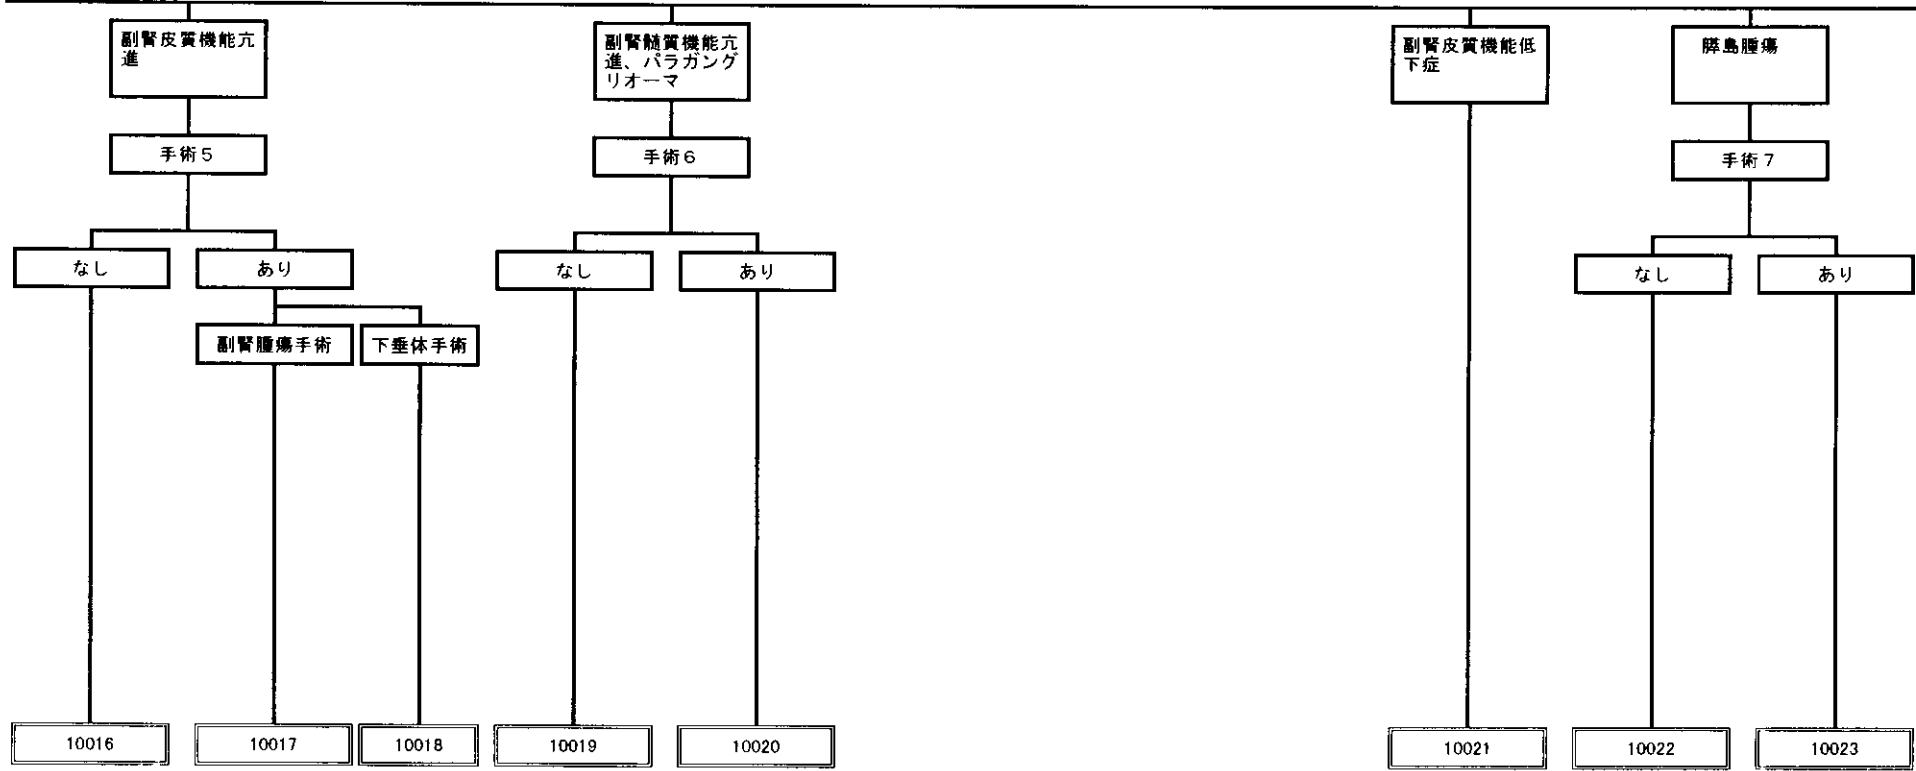 副腎皮質機能亢
進
副腎髄質機能亢
進、パラガング
リオーマ
副腎皮質機能低
下症
膵島腫瘍
手術5
手術6
手術7
なし
あり
なし
あり
なし
あり
副腎腫瘍手術
下垂体手術
10016
10017
10018
10019
10020
10021
10022
10023